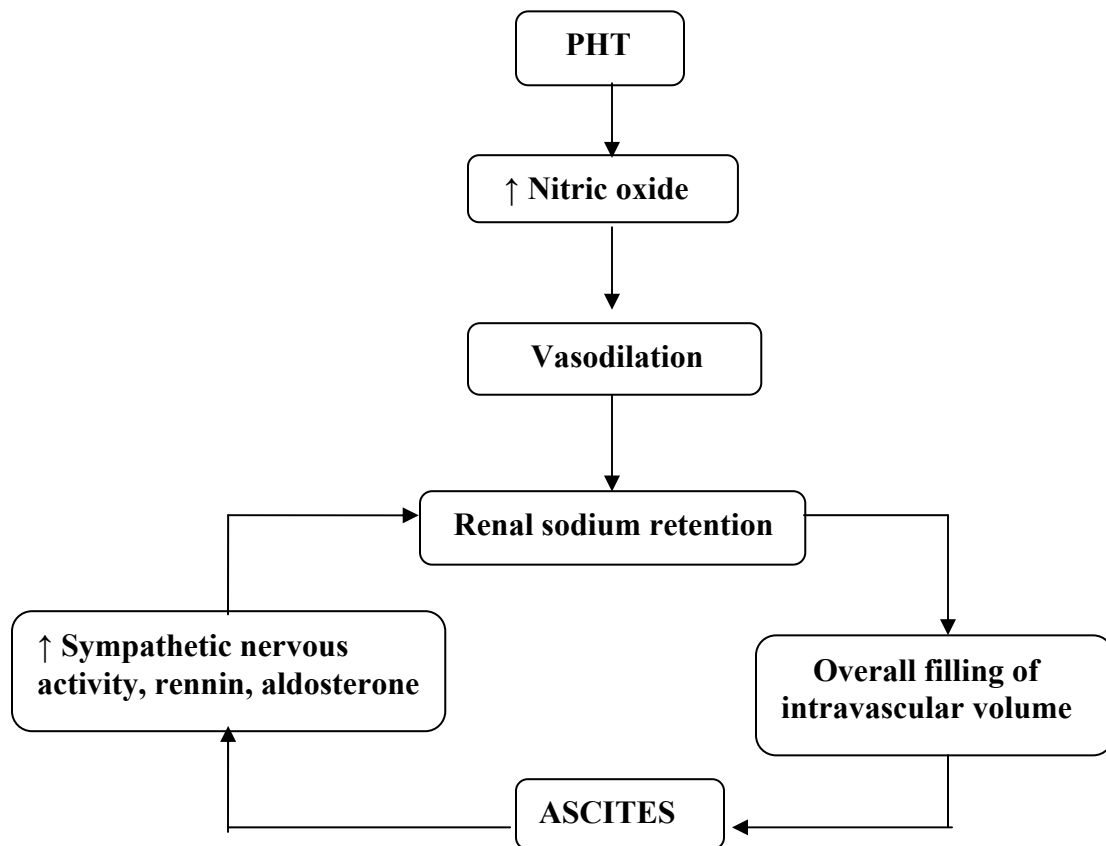 PHT
↑ Nitric oxide
Vasodilation
Renal sodium retention
↑ Sympathetic nervous
activity, rennin, aldosterone
Overall filling of
intravascular volume
ASCITES